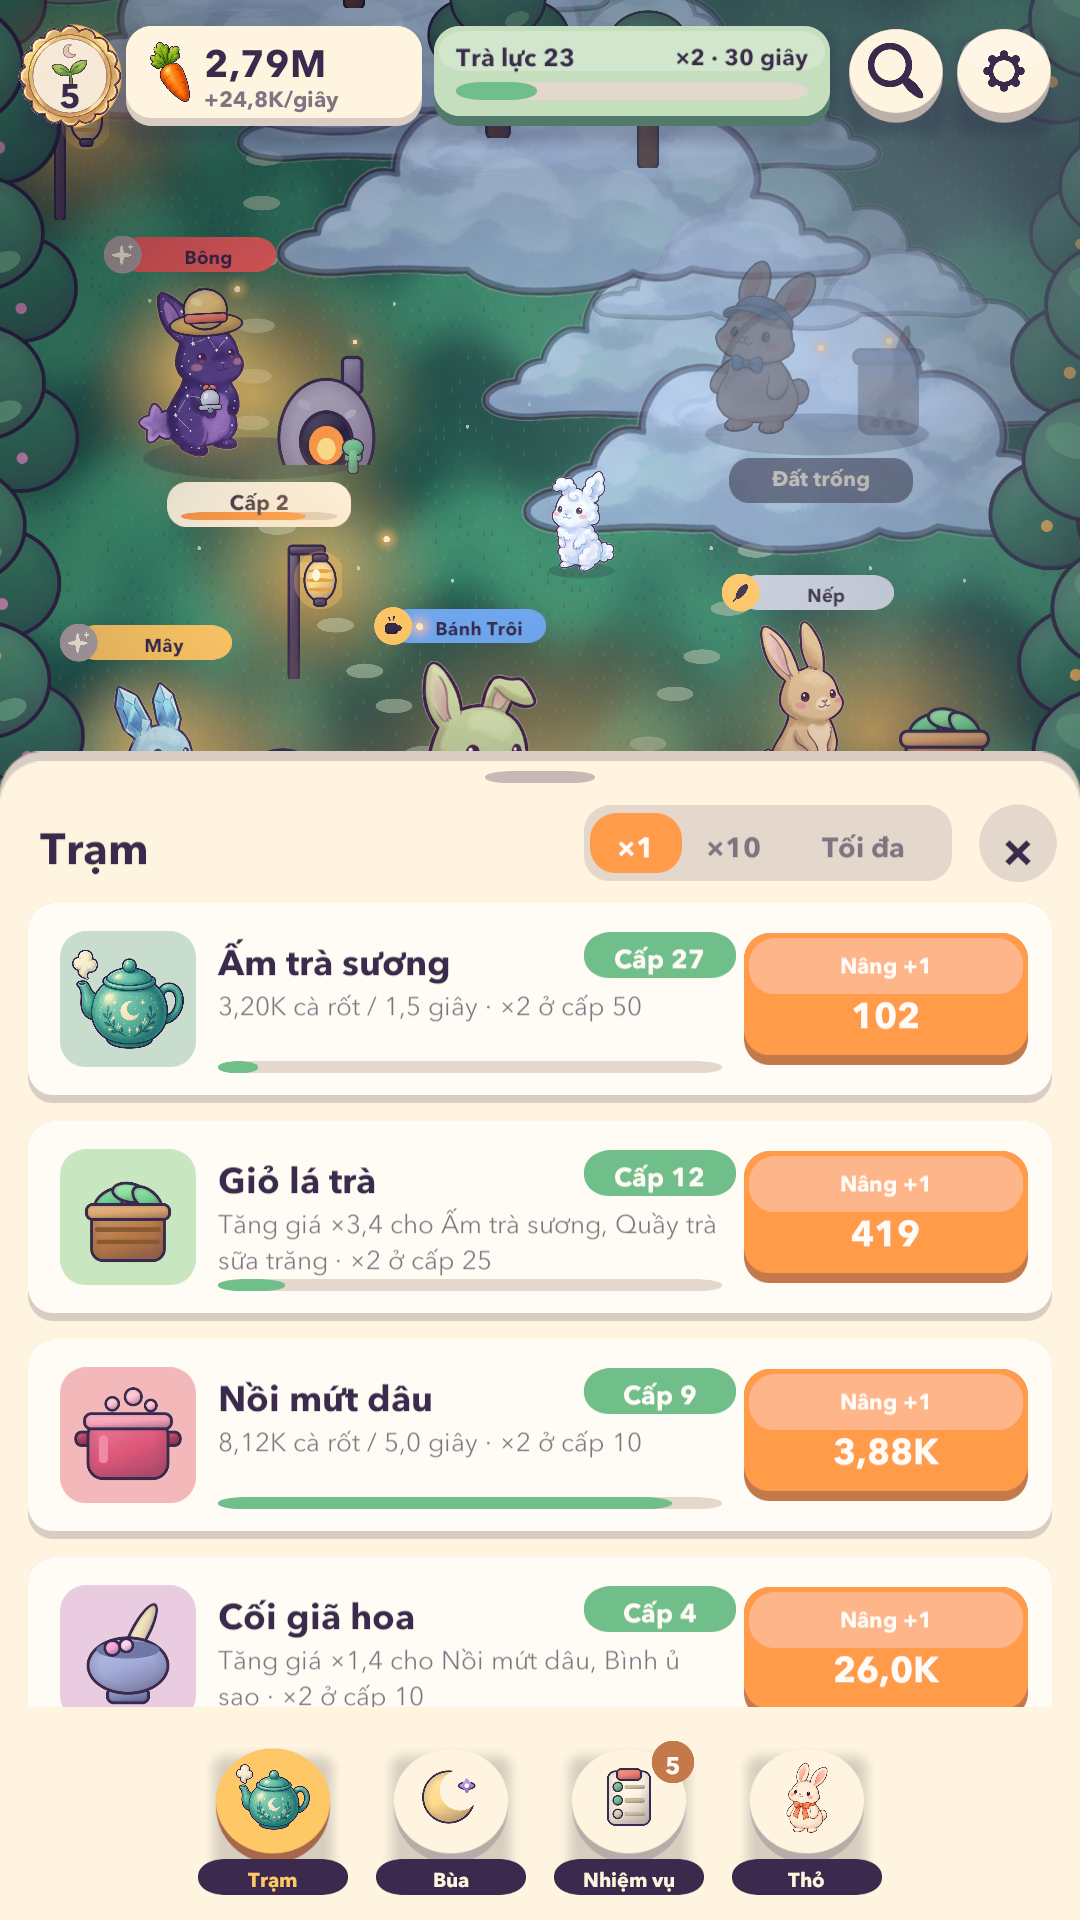 5
2,79M
+24,8K/giây
Trà lực 23
×2 · 30 giây
Bông
Cấp 2
Đất trống
Nếp
Bánh Trôi
Mây
Trạm
×1
×10
Tối đa
×
Ấm trà sương
Cấp 27
3,20K cà rốt / 1,5 giây · ×2 ở cấp 50
Nâng +1
102
Giỏ lá trà
Cấp 12
Tăng giá ×3,4 cho Ấm trà sương, Quầy trà
sữa trăng · ×2 ở cấp 25
Nâng +1
419
Nồi mứt dâu
Cấp 9
8,12K cà rốt / 5,0 giây · ×2 ở cấp 10
Nâng +1
3,88K
Cối giã hoa
Cấp 4
Tăng giá ×1,4 cho Nồi mứt dâu, Bình ủ
sao · ×2 ở cấp 10
Nâng +1
26,0K
5
Trạm
Bùa
Nhiệm vụ
Thỏ